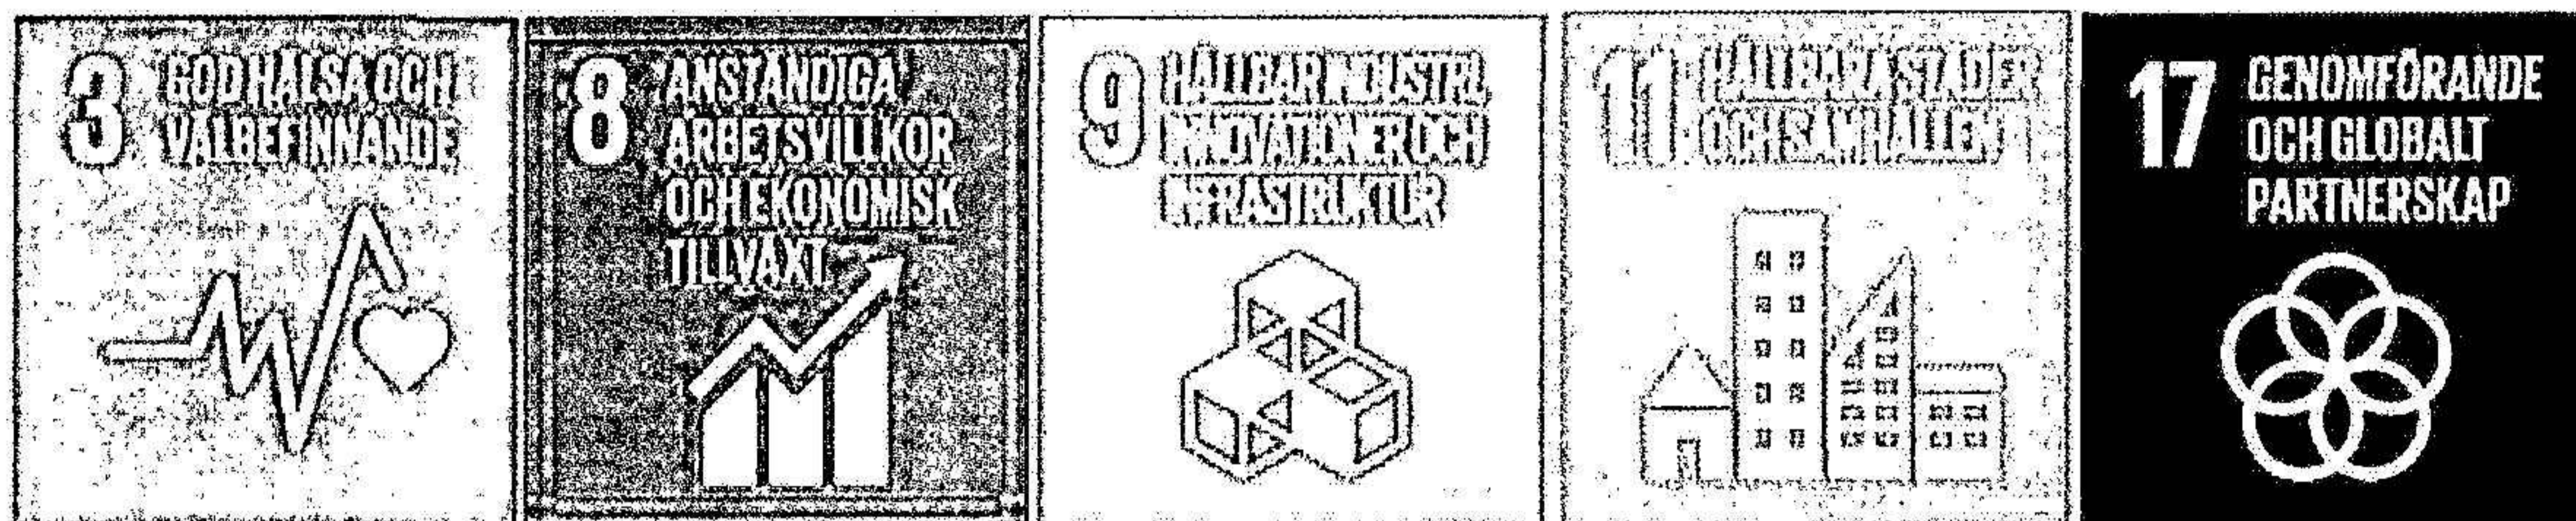 3 GOD HÄLSA OCH
VÄLBEFINNANDE
8 ANSTÄNDIGA
ARBETSVILLKOR
OCH EKONOMISK
TILLVÄXT
9 HÅLLBAR INDUSTRI,
INNOVATIONER OCH
INFRASTRUKTUR
11 HÅLLBARA STÄDER
OCH SAMHÄLLEN
17 GENOMFÖRANDE
OCH GLOBALT
PARTNERSKAP